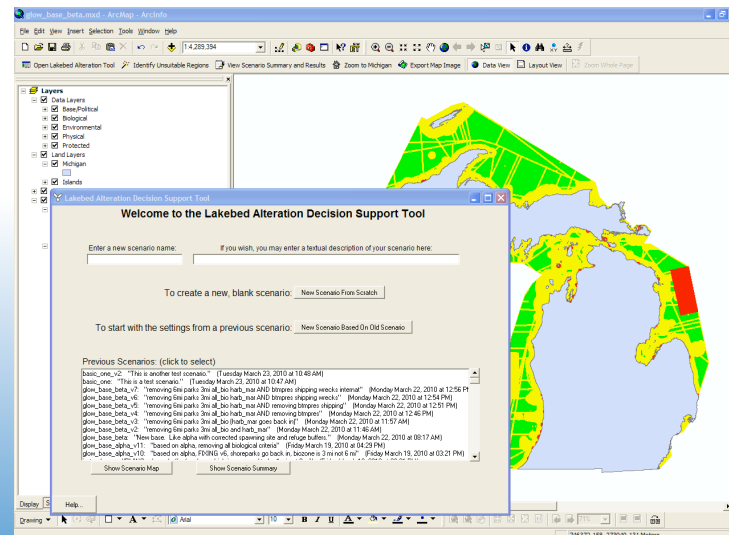 glow_base_beta.mxd - ArcMap - ArcInfo
File Edit View Insert Selection Tools Window Help
1:4,289,394
Open Lakebed Alteration Tool Identify Unsuitable Regions View Scenario Summary and Results Zoom to Michigan Export Map Image Data View Layout View Zoom Whole Page
Layers
Data Layers
Base/Political
Biological
Environmental
Physical
Protected
Land Layers
Michigan
Islands
Lakebed Alteration Decision Support Tool
Welcome to the Lakebed Alteration Decision Support Tool
Enter a new scenario name: If you wish, you may enter a textual description of your scenario here:
To create a new, blank scenario: New Scenario From Scratch
To start with the settings from a previous scenario: New Scenario Based On Old Scenario
Previous Scenarios: (click to select)
basic_one_v2: "This is another test scenario." (Tuesday March 23, 2010 at 10:48 AM)
basic_one: "This is a test scenario." (Tuesday March 23, 2010 at 10:47 AM)
glow_base_beta_v7: "removing 6mi parks 3mi all_bio harb_mar AND btmpres shipping wrecks internat" (Monday March 22, 2010 at 12:56 PM
glow_base_beta_v6: "removing 6mi parks 3mi all_bio harb_mar AND btmpres shipping wrecks" (Monday March 22, 2010 at 12:54 PM)
glow_base_beta_v5: "removing 6mi parks 3mi all_bio harb_mar AND removing btmpres shipping" (Monday March 22, 2010 at 12:51 PM)
glow_base_beta_v4: "removing 6mi parks 3mi all_bio harb_mar AND removing btmpres" (Monday March 22, 2010 at 12:46 PM)
glow_base_beta_v3: "removing 6mi parks 3mi all_bio (harb_mar goes back in)" (Monday March 22, 2010 at 11:57 AM)
glow_base_beta_v2: "removing 6mi parks 3mi all_bio and harb_mar" (Monday March 22, 2010 at 11:46 AM)
glow_base_beta: "New base. Like alpha with corrected spawning site and refuge buffers." (Monday March 22, 2010 at 08:17 AM)
glow_base_alpha_v11: "based on alpha, removing all biological criteria" (Friday March 19, 2010 at 04:29 PM)
glow_base_alpha_v10: "based on alpha, FIXING v6, shoreparks go back in, biozone is 3 mi not 6 mi" (Friday March 19, 2010 at 03:21 PM)
Show Scenario Map Show Scenario Summary
Help...
Display S
Drawing A Arial 10 B I U A